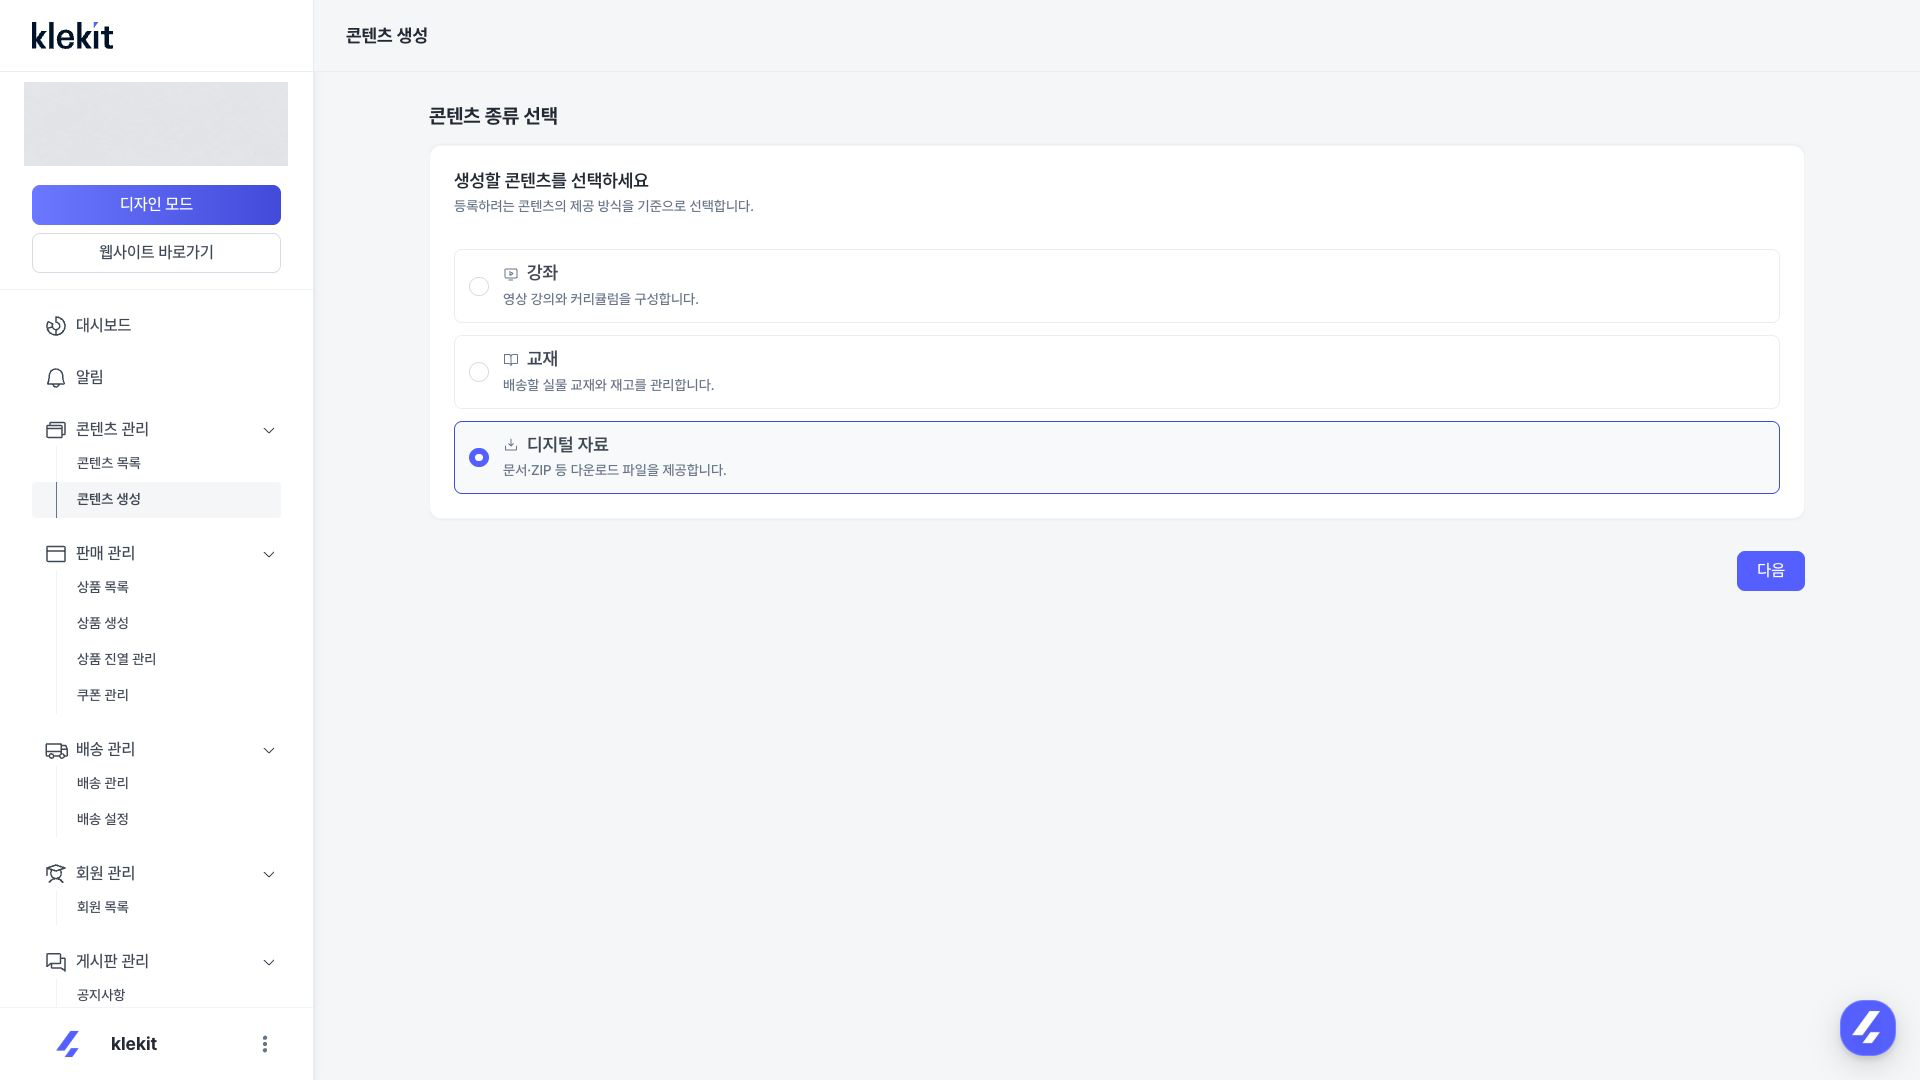 klekit
콘텐츠 생성
디자인 모드
웹사이트 바로가기
대시보드
알림
콘텐츠 관리
콘텐츠 목록
콘텐츠 생성
판매 관리
상품 목록
상품 생성
상품 진열 관리
쿠폰 관리
배송 관리
배송 관리
배송 설정
회원 관리
회원 목록
게시판 관리
공지사항
klekit
콘텐츠 종류 선택
생성할 콘텐츠를 선택하세요
등록하려는 콘텐츠의 제공 방식을 기준으로 선택합니다.
강좌
영상 강의와 커리큘럼을 구성합니다.
교재
배송할 실물 교재와 재고를 관리합니다.
디지털 자료
문서·ZIP 등 다운로드 파일을 제공합니다.
다음